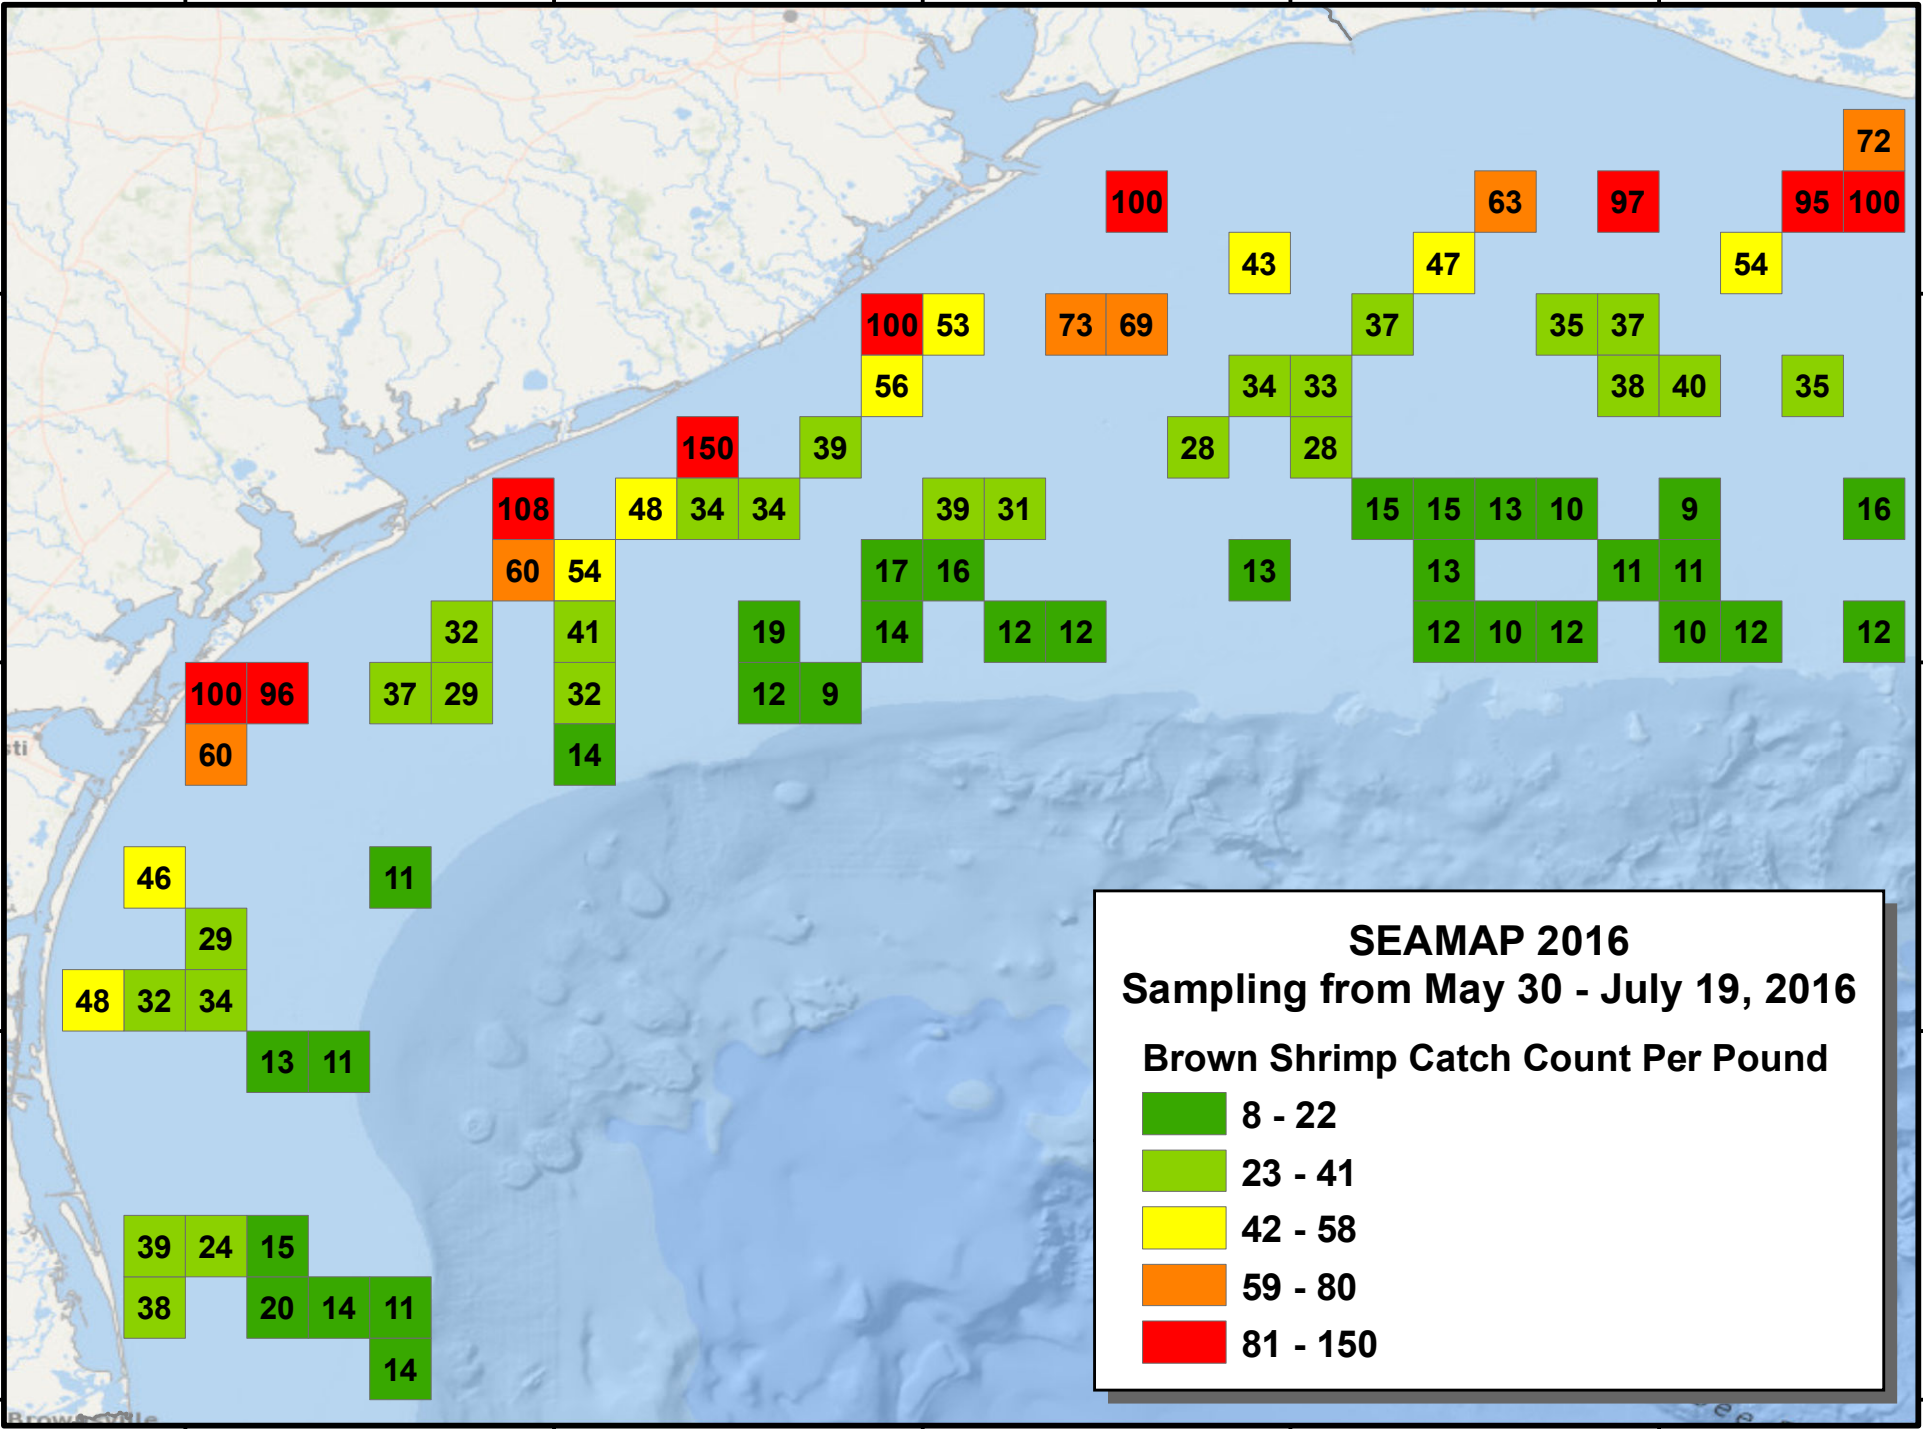 72
100 63 97 95 100
43 47 54
100 53 73 69 37 35 37
56 34 33 38 40 35
150 39 28 28
108 48 34 34 39 31 15 15 13 10 9 16
60 54 17 16 13 13 11 11
32 41 19 14 12 12 12 10 12 10 12 12
100 96 37 29 32 12 9
sti
60 14
46 11
29
48 32 34
13 11
39 24 15
38 20 14 11
14
SEAMAP 2016
Sampling from May 30 - July 19, 2016
Brown Shrimp Catch Count Per Pound
8 - 22
23 - 41
42 - 58
59 - 80
81 - 150